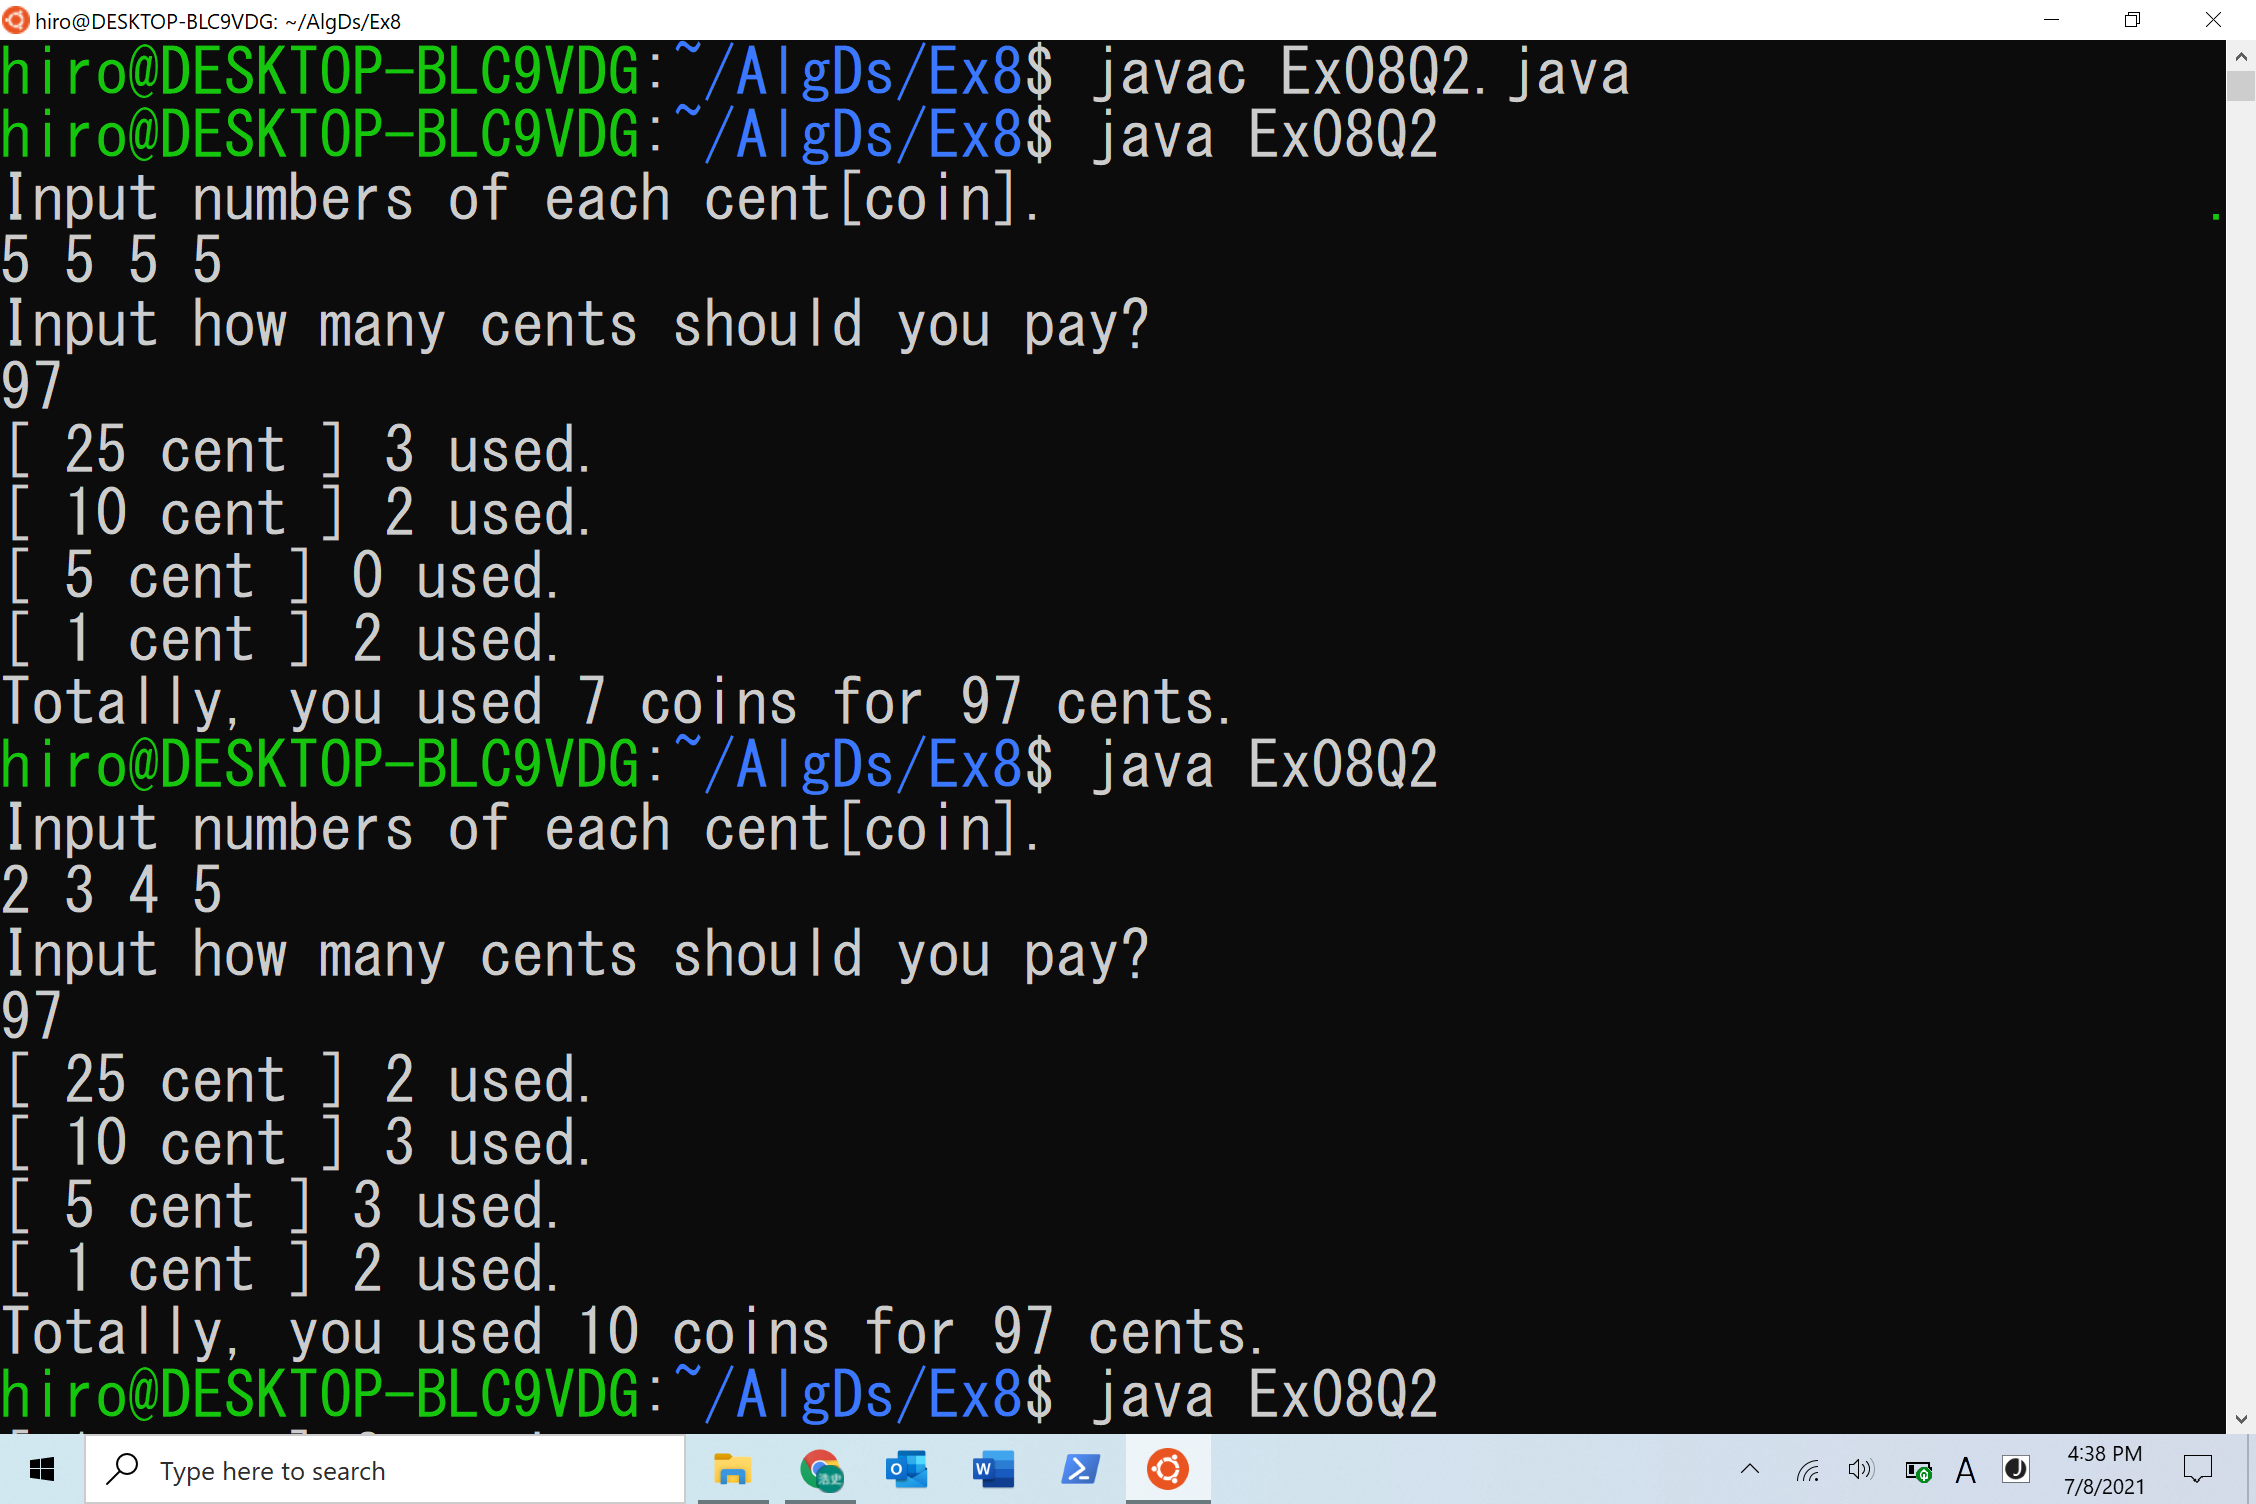 hiro@DESKTOP-BLC9VDG: ~/AlgDs/Ex8
hiro@DESKTOP-BLC9VDG:~/AlgDs/Ex8$ javac Ex08Q2.java
hiro@DESKTOP-BLC9VDG:~/AlgDs/Ex8$ java Ex08Q2
Input numbers of each cent[coin].
5 5 5 5
Input how many cents should you pay?
97
[ 25 cent ] 3 used.
[ 10 cent ] 2 used.
[ 5 cent ] 0 used.
[ 1 cent ] 2 used.
Totally, you used 7 coins for 97 cents.
hiro@DESKTOP-BLC9VDG:~/AlgDs/Ex8$ java Ex08Q2
Input numbers of each cent[coin].
2 3 4 5
Input how many cents should you pay?
97
[ 25 cent ] 2 used.
[ 10 cent ] 3 used.
[ 5 cent ] 3 used.
[ 1 cent ] 2 used.
Totally, you used 10 coins for 97 cents.
hiro@DESKTOP-BLC9VDG:~/AlgDs/Ex8$ java Ex08Q2
Type here to search
浩史
A
J
4:38 PM
7/8/2021